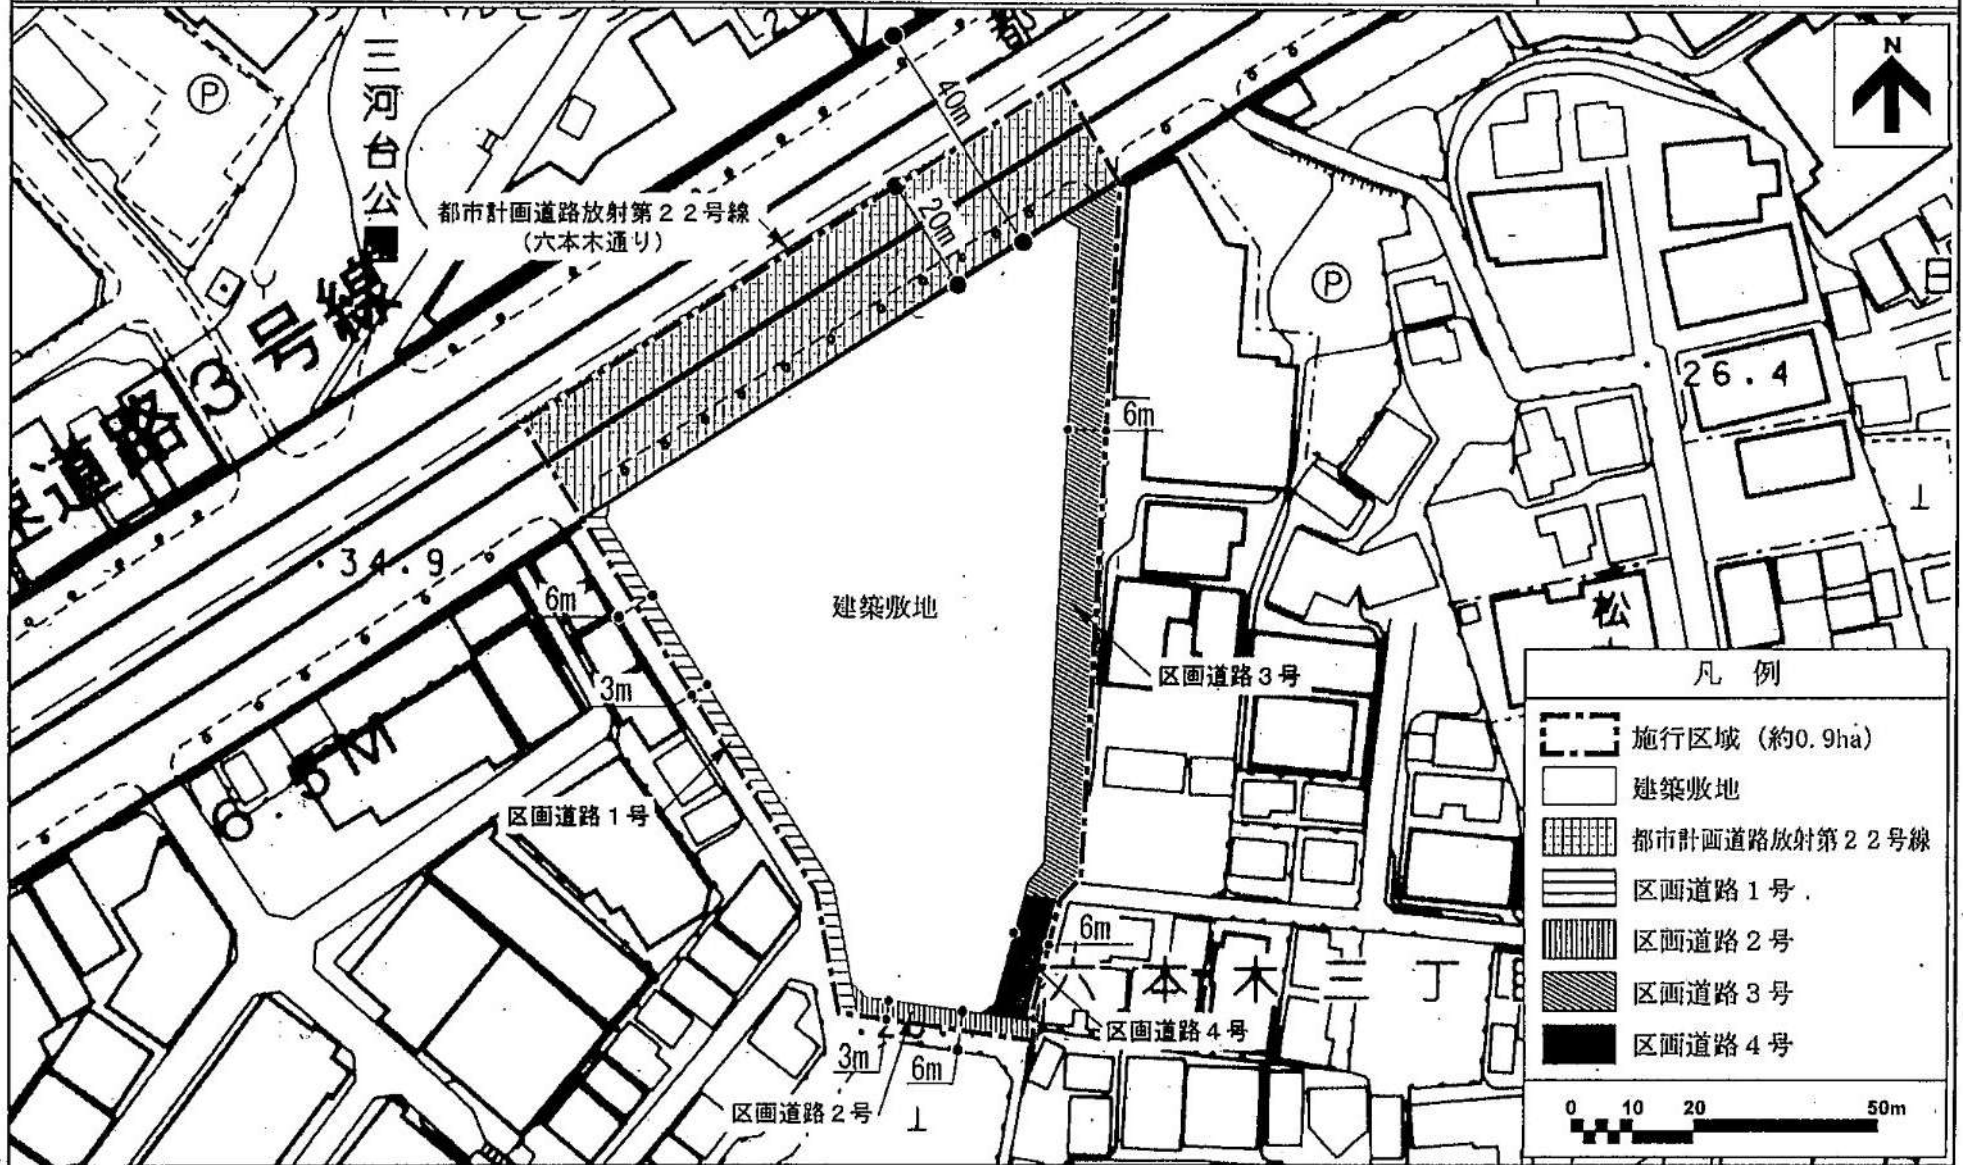 三河台公
P
N
40m
20m
都市計画道路放射第22号線
(六本木通り)
P
号線
3
道路
26.4
6m
34.9
6m
建築敷地
松
区画道路3号
3m
区画道路1号
6m
六本木三丁
区画道路4号
3m
6m
区画道路2号
凡 例
施行区域 (約0.9ha)
建築敷地
都市計画道路放射第22号線
区画道路1号
区画道路2号
区画道路3号
区画道路4号
0 10 20 50m